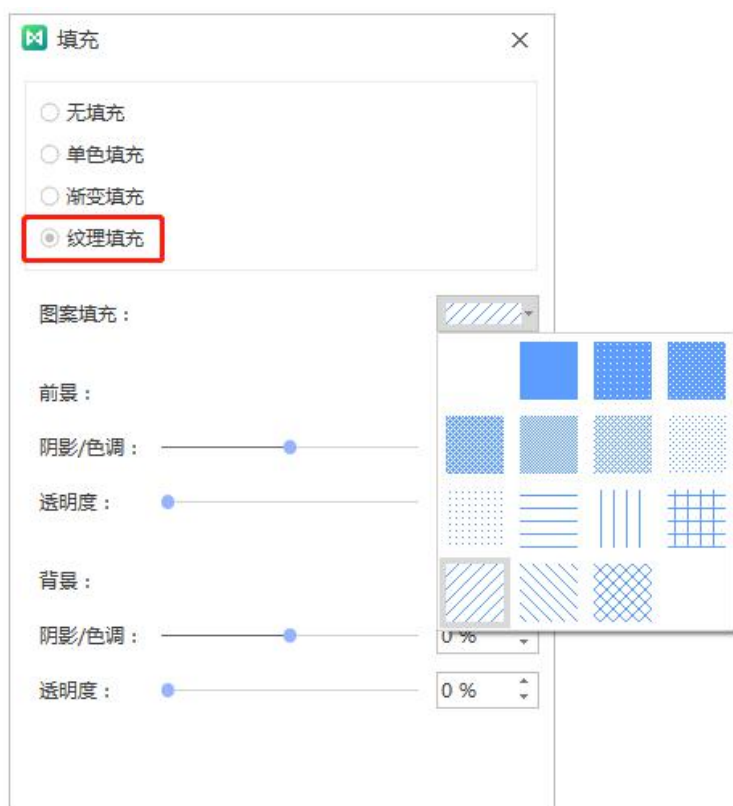 填充
无填充
单色填充
渐变填充
纹理填充
图案填充：
前景：
阴影/色调：
透明度：
背景：
阴影/色调： 0 %
透明度： 0 %